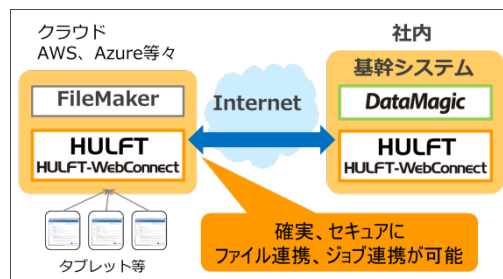 クラウド
AWS、Azure等々
FileMaker
HULFT
HULFT-WebConnect
タブレット等
Internet
社内
基幹システム
DataMagic
HULFT
HULFT-WebConnect
確実、セキュアに
ファイル連携、ジョブ連携が可能